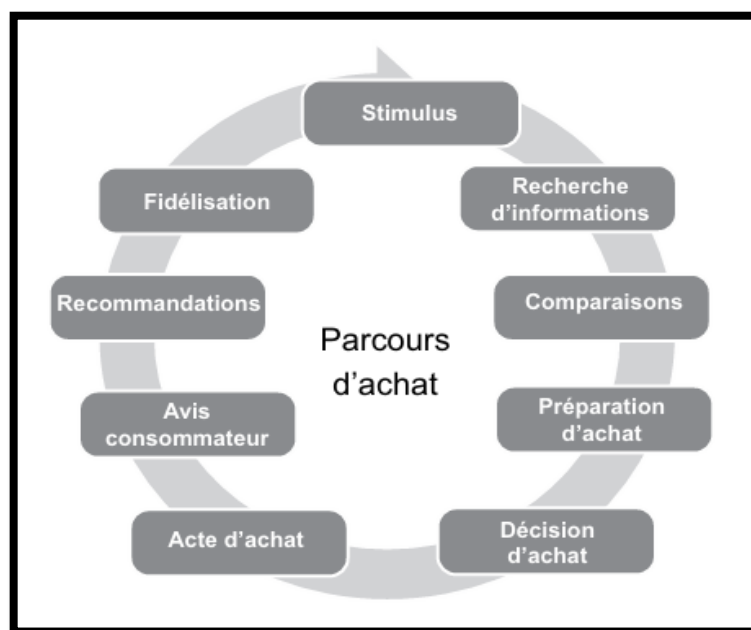 Stimulus
Recherche
d’informations
Comparaisons
Préparation
d’achat
Décision
d’achat
Acte d’achat
Avis
consommateur
Recommandations
Fidélisation
Parcours
d’achat